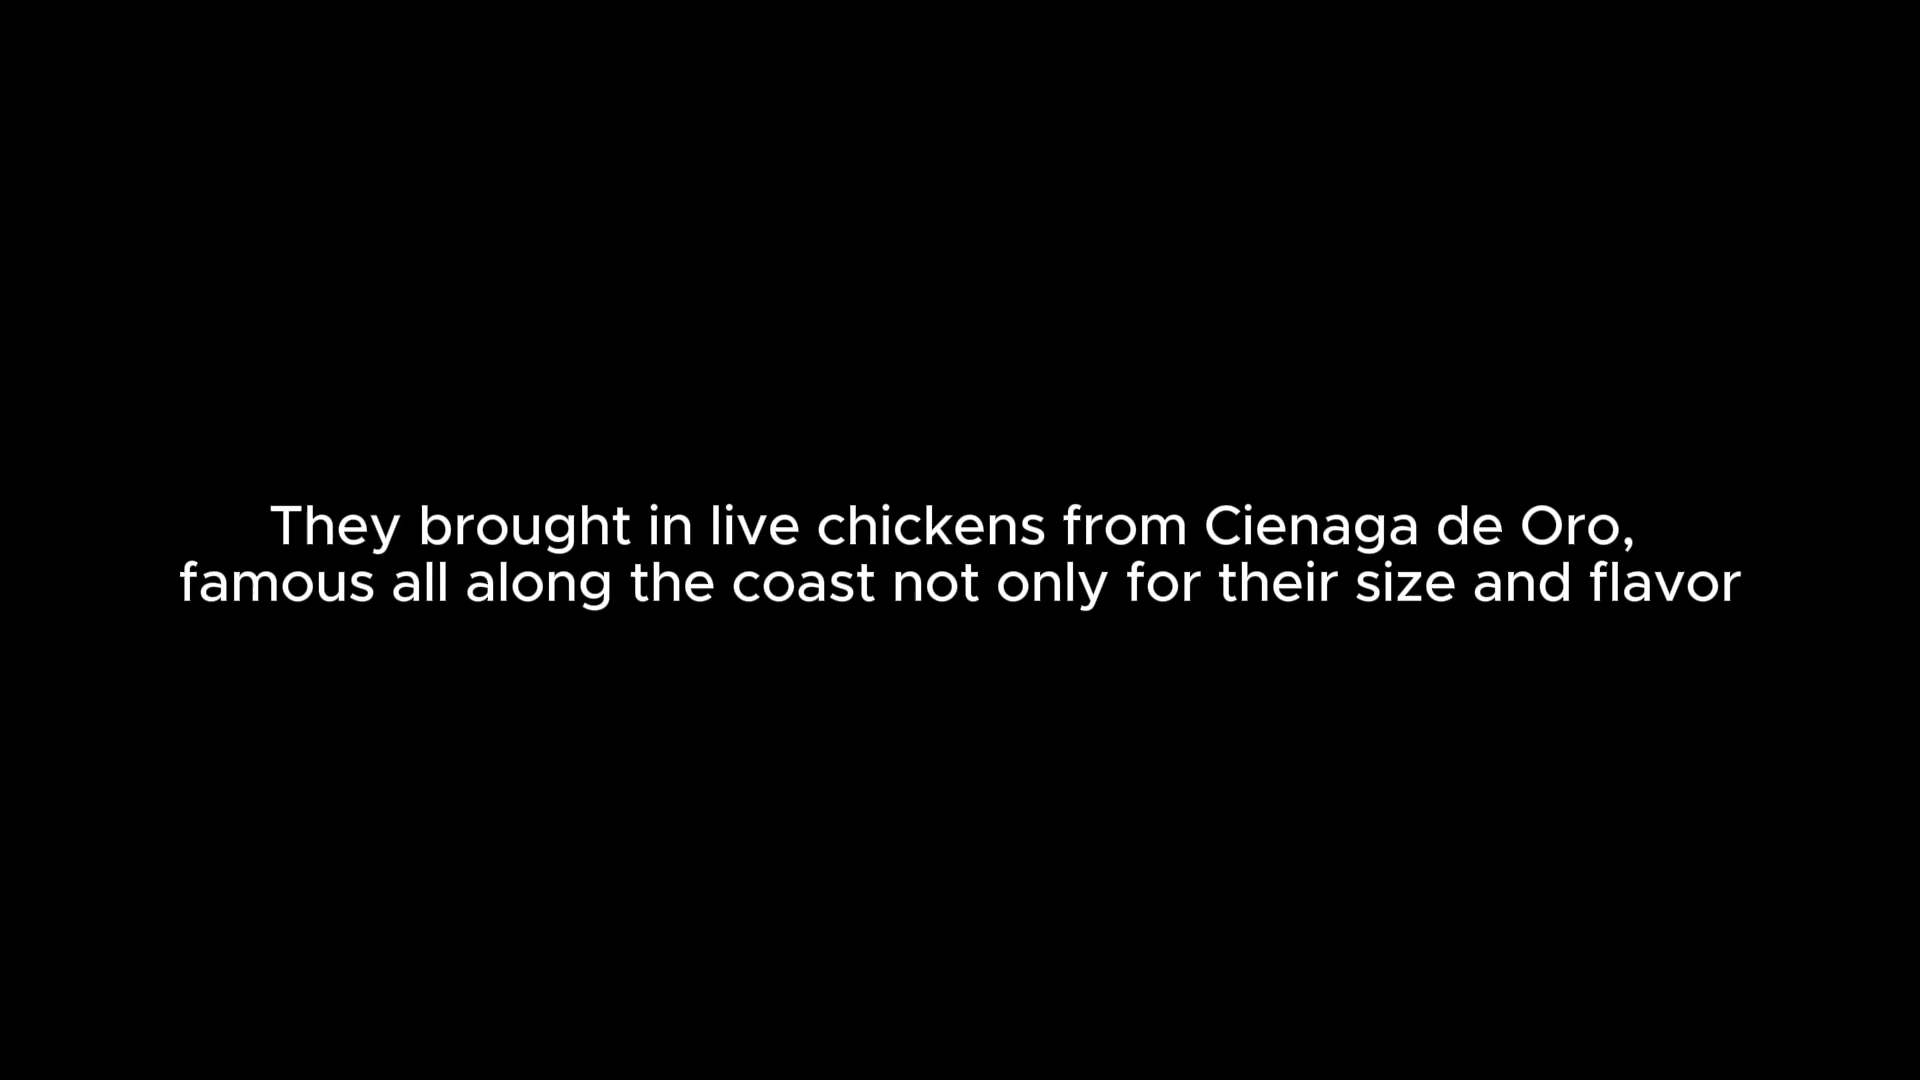 They brought in live chickens from Cienaga de Oro,
famous all along the coast not only for their size and flavor